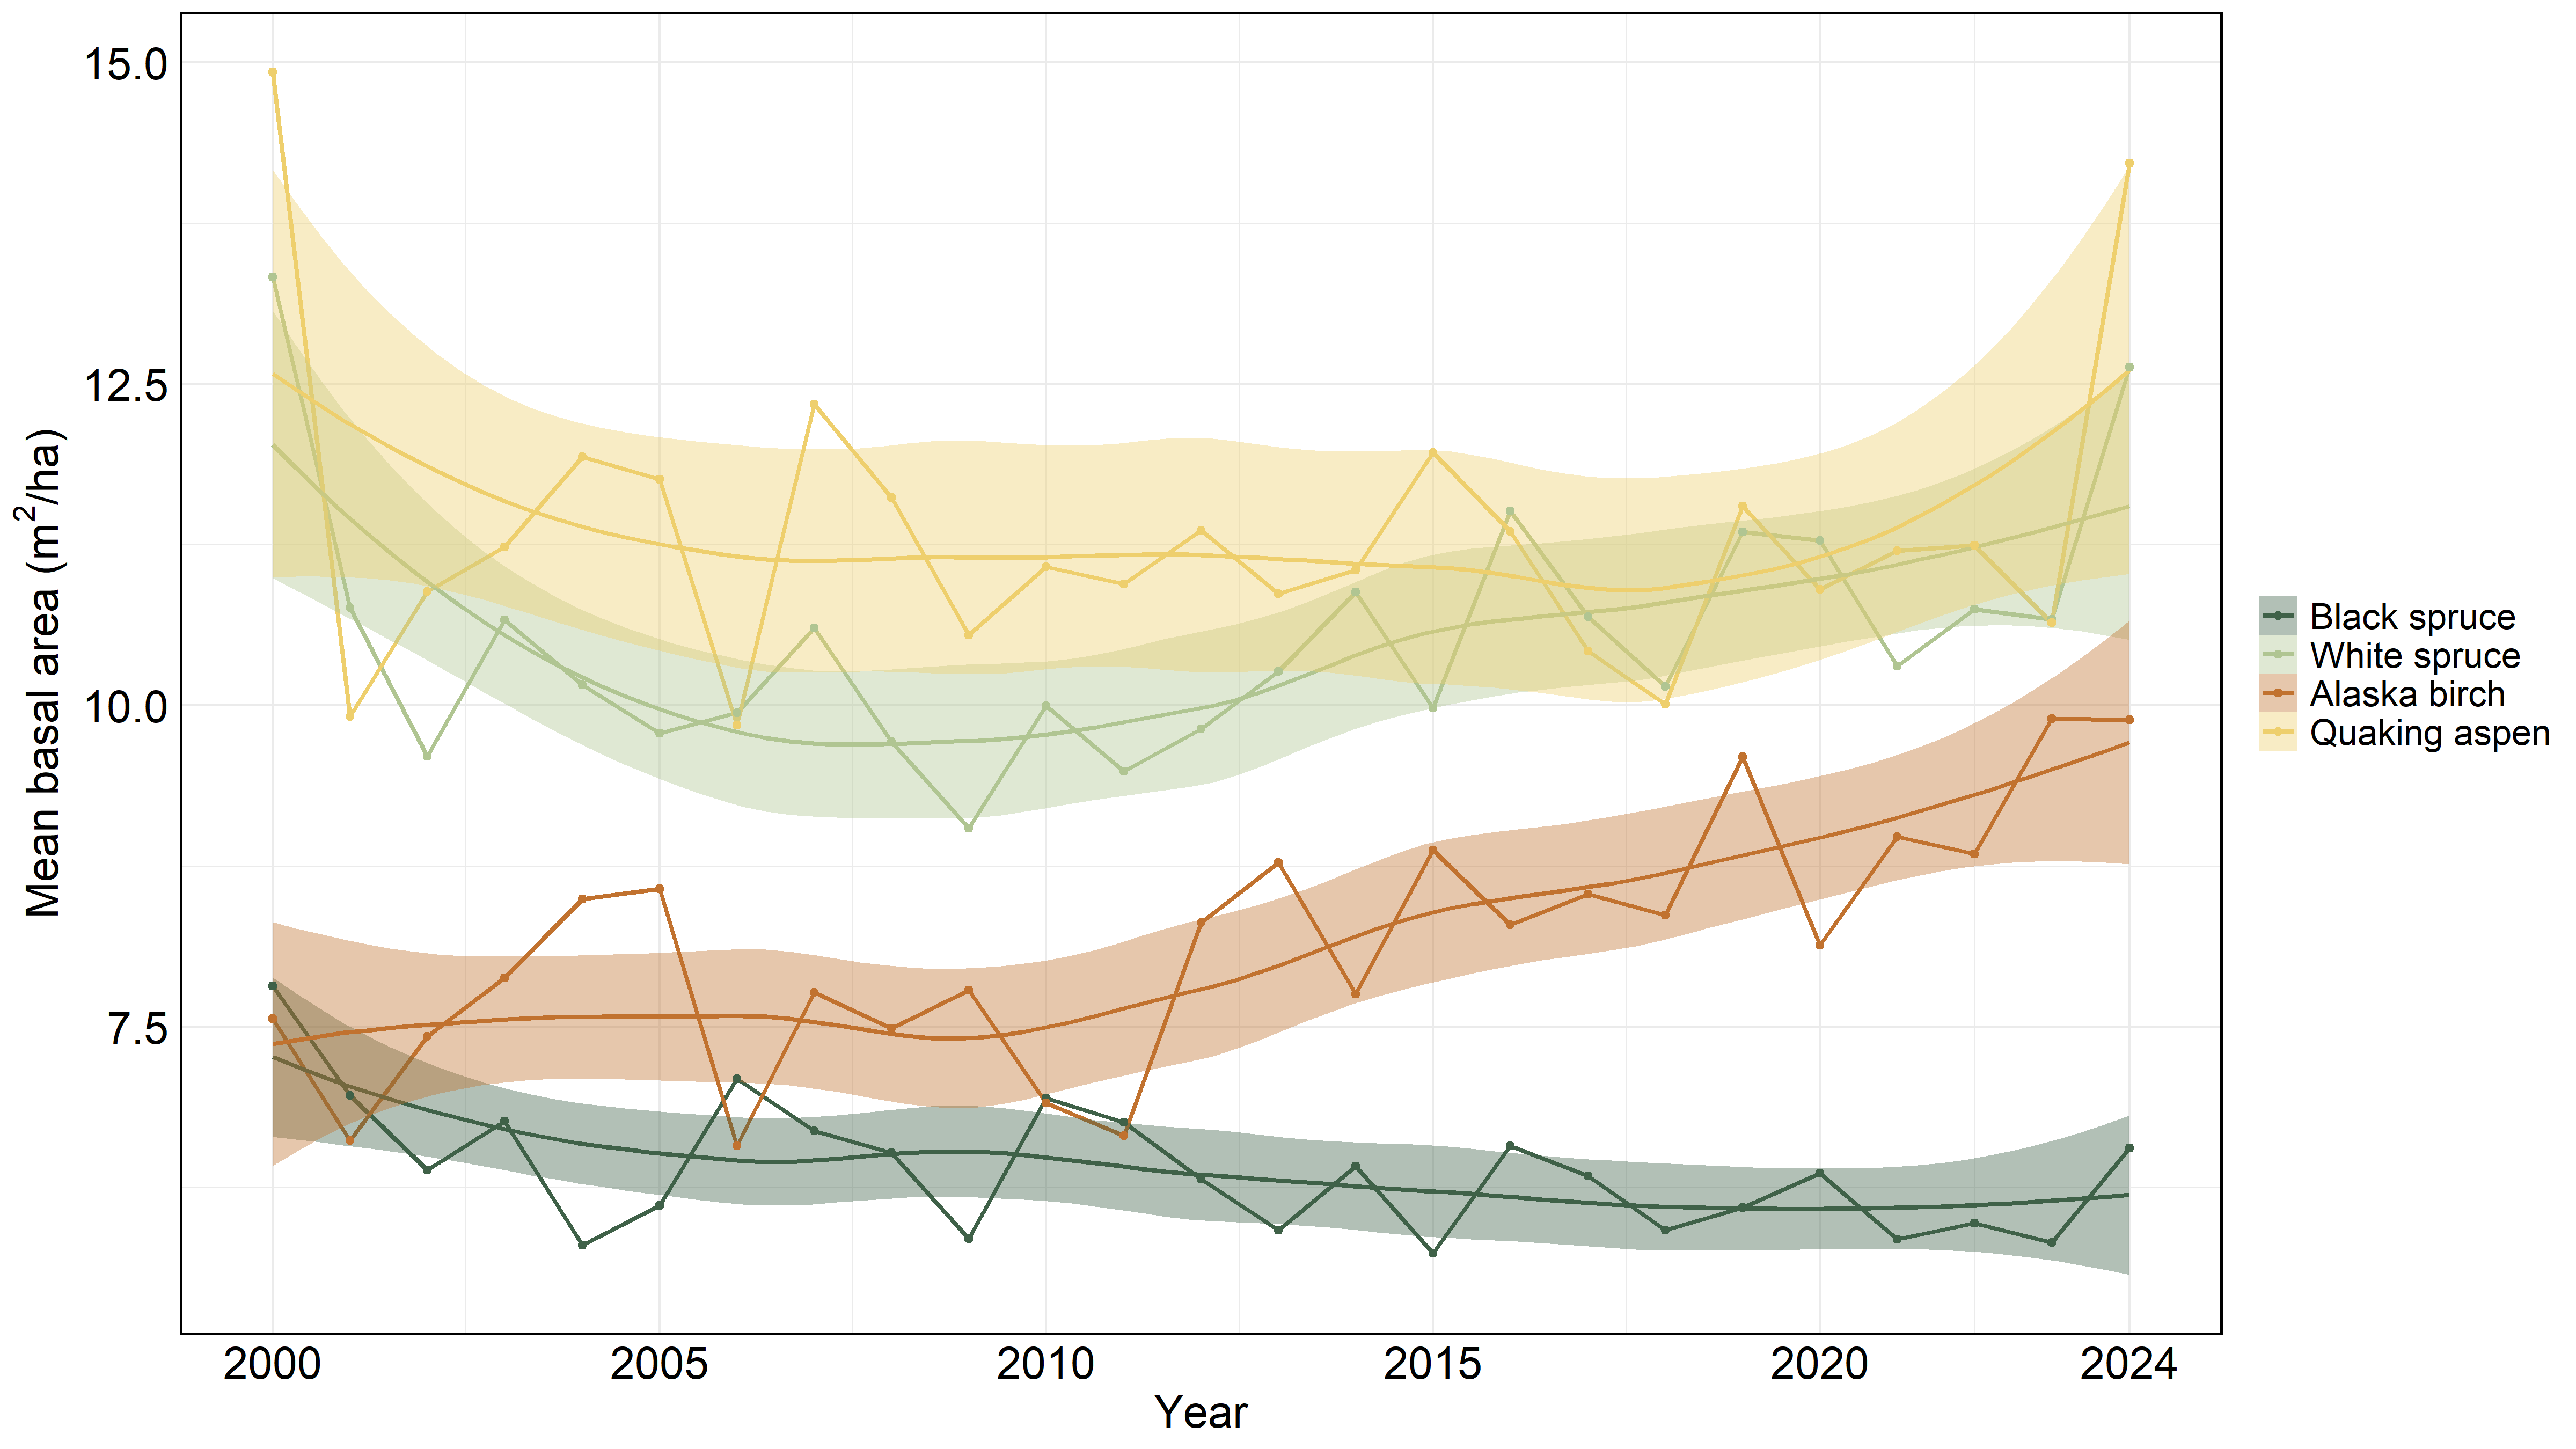 15.0
12.5
10.0
7.5
Mean basal area (m²/ha)
2000 2005 2010 2015 2020 2024
Year
Black spruce
White spruce
Alaska birch
Quaking aspen